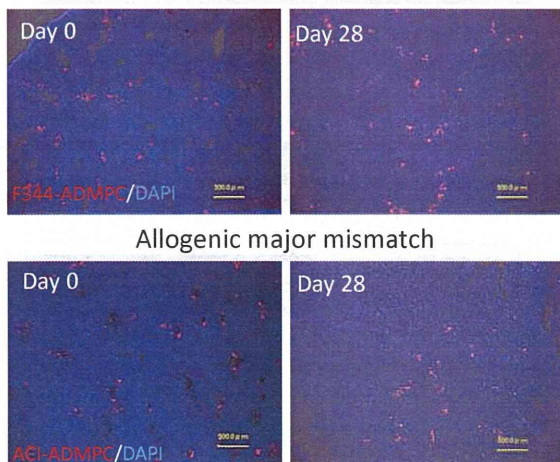 Day 0
Day 28
F344-ADMPC/DAPI
Allogenic major mismatch
Day 0
Day 28
ACI-ADMPC/DAPI